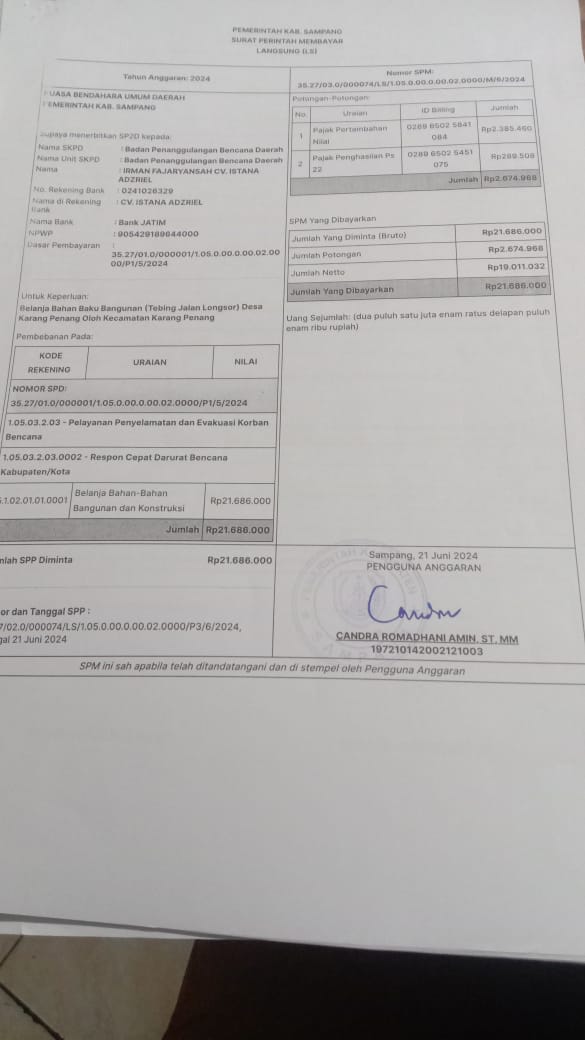 PEMERINTAH KAB. SAMPANG
SURAT PERINTAH MEMBAYAR
LANGSUNG (LS)
Tahun Anggaran: 2024
Nomor SPM:
35.27/03.0/000074/LS/1.05.0.00.0.00.02.0000/M/6/2024
UASA BENDAHARA UMUM DAERAH
EMERINTAH KAB. SAMPANG
Supaya menerbitkan SP2D kepada:
Nama SKPD : Badan Penanggulangan Bencana Daerah
Nama Unit SKPD : Badan Penanggulangan Bencana Daerah
Nama : IRMAN FAJARYANSAH CV. ISTANA
ADZRIEL
No. Rekening Bank : 0241026329
Nama di Rekening : CV. ISTANA ADZRIEL
Bank
Nama Bank : Bank JATIM
NPWP : 905429189644000
Dasar Pembayaran :
35.27/01.0/000001/1.05.0.00.0.00.02.00
00/P1/5/2024
Untuk Keperluan:
Belanja Bahan Baku Bangunan (Tebing Jalan Longsor) Desa
Karang Penang Oloh Kecamatan Karang Penang
Pembebanan Pada:
KODE REKENING URAIAN NILAI
NOMOR SPD:
35.27/01.0/000001/1.05.0.00.0.00.02.0000/P1/5/2024
1.05.03.2.03 - Pelayanan Penyelamatan dan Evakuasi Korban
Bencana
1.05.03.2.03.0002 - Respon Cepat Darurat Bencana
Kabupaten/Kota
.1.02.01.01.0001 Belanja Bahan-Bahan Bangunan dan Konstruksi Rp21.686.000
Jumlah Rp21.686.000
mlah SPP Diminta Rp21.686.000
or dan Tanggal SPP :
7/02.0/000074/LS/1.05.0.00.0.00.02.0000/P3/6/2024,
gal 21 Juni 2024
Potongan-Potongan:
No. Uraian ID Billing Jumlah
1 Pajak Pertambahan Nilai 0289 6502 5841 084 Rp2.385.460
2 Pajak Penghasilan Ps 22 0289 6502 5451 075 Rp289.508
Jumlah Rp2.674.968
SPM Yang Dibayarkan
Jumlah Yang Diminta (Bruto) Rp21.686.000
Jumlah Potongan Rp2.674.968
Jumlah Netto Rp19.011.032
Jumlah Yang Dibayarkan Rp21.686.000
Uang Sejumlah: (dua puluh satu juta enam ratus delapan puluh
enam ribu rupiah)
Sampang, 21 Juni 2024
PENGGUNA ANGGARAN
CANDRA ROMADHANI AMIN, ST, MM
197210142002121003
SPM ini sah apabila telah ditandatangani dan di stempel oleh Pengguna Anggaran